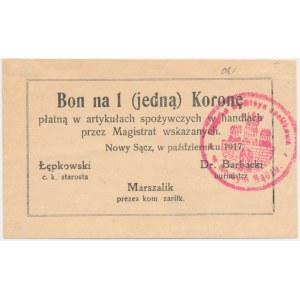 Bon na 1 (jedną) Koronę
płatną w artykułach spożywczych w handlach
przez Magistrat wskazanych.
Nowy Sącz, w październiku 1917.
Łępkowski Dr. Barbacki
c. k. starosta burmistrz
Marszalik
prezes kom zasiłk.